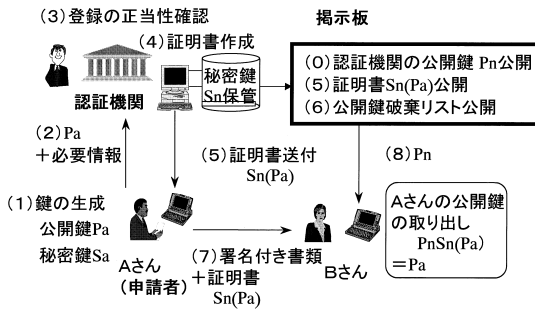 （3）登録の正当性確認
掲示板
（4）証明書作成
認証機関
秘密鍵
Sn保管
（0）認証機関の公開鍵 Pn公開
（5）証明書Sn(Pa)公開
（6）公開鍵破棄リスト公開
（2）Pa
＋必要情報
（5）証明書送付
Sn(Pa)
（8）Pn
（1）鍵の生成
公開鍵Pa
秘密鍵Sa
Aさん
（申請者）
（7）署名付き書類
＋証明書
Sn(Pa)
Bさん
Aさんの公開鍵
の取り出し
PnSn(Pa)
＝Pa